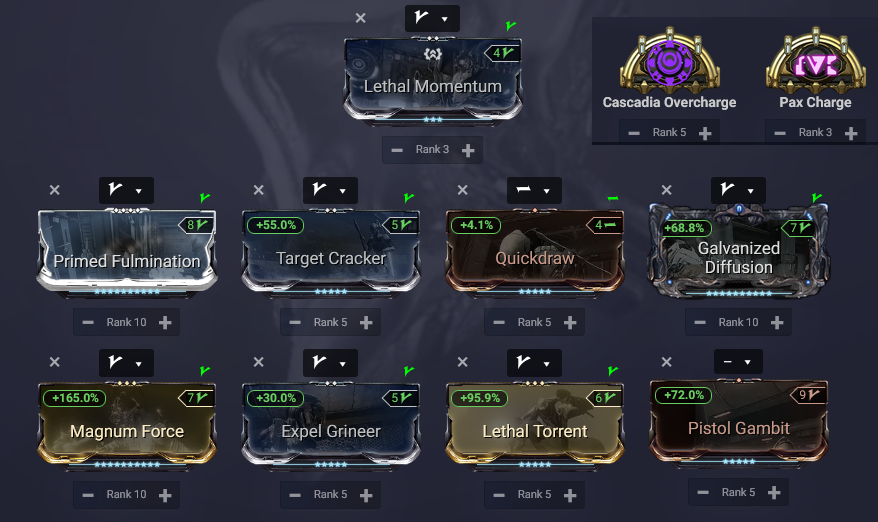 4
Lethal Momentum
Rank 3
Cascadia Overcharge
Rank 5
Pax Charge
Rank 3
8
Primed Fulmination
Rank 10
+55.0%
5
Target Cracker
Rank 5
+4.1%
4
Quickdraw
Rank 5
+68.8%
7
Galvanized
Diffusion
Rank 10
+165.0%
7
Magnum Force
Rank 10
+30.0%
5
Expel Grineer
Rank 5
+95.9%
6
Lethal Torrent
Rank 5
+72.0%
9
Pistol Gambit
Rank 5